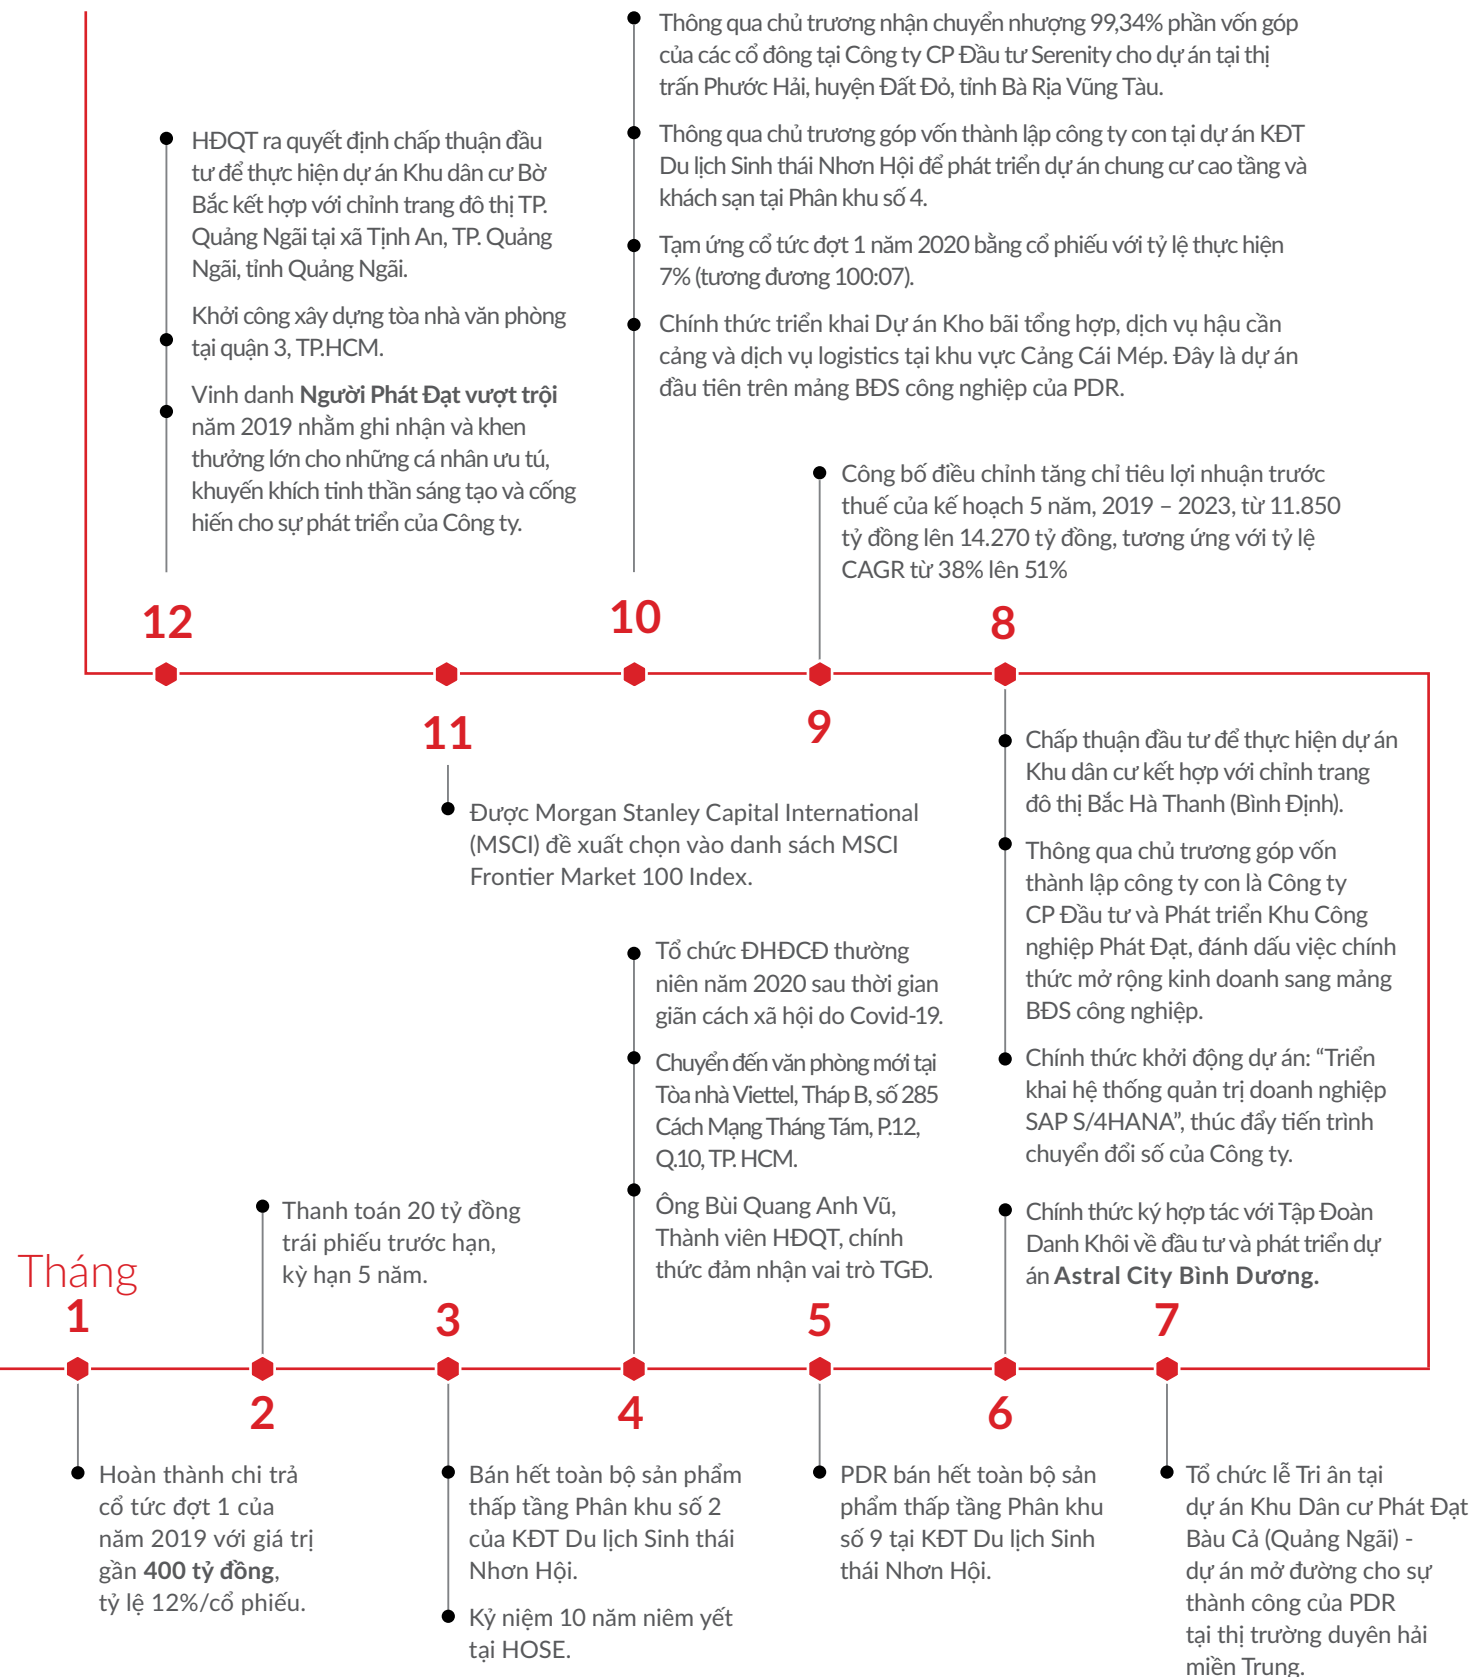 Thông qua chủ trương nhận chuyển nhượng 99,34% phần vốn góp
của các cổ đông tại Công ty CP Đầu tư Serenity cho dự án tại thị
trấn Phước Hải, huyện Đất Đỏ, tỉnh Bà Rịa Vũng Tàu.
Thông qua chủ trương góp vốn thành lập công ty con tại dự án KĐT
Du lịch Sinh thái Nhơn Hội để phát triển dự án chung cư cao tầng và
khách sạn tại Phân khu số 4.
Tạm ứng cổ tức đợt 1 năm 2020 bằng cổ phiếu với tỷ lệ thực hiện
7% (tương đương 100:07).
Chính thức triển khai Dự án Kho bãi tổng hợp, dịch vụ hậu cần
cảng và dịch vụ logistics tại khu vực Cảng Cái Mép. Đây là dự án
đầu tiên trên mảng BĐS công nghiệp của PDR.
HĐQT ra quyết định chấp thuận đầu
tư để thực hiện dự án Khu dân cư Bờ
Bắc kết hợp với chỉnh trang đô thị TP.
Quảng Ngãi tại xã Tịnh An, TP. Quảng
Ngãi, tỉnh Quảng Ngãi.
Khởi công xây dựng tòa nhà văn phòng
tại quận 3, TP.HCM.
Vinh danh Người Phát Đạt vượt trội
năm 2019 nhằm ghi nhận và khen
thưởng lớn cho những cá nhân ưu tú,
khuyến khích tinh thần sáng tạo và cống
hiến cho sự phát triển của Công ty.
Công bố điều chỉnh tăng chỉ tiêu lợi nhuận trước
thuế của kế hoạch 5 năm, 2019 – 2023, từ 11.850
tỷ đồng lên 14.270 tỷ đồng, tương ứng với tỷ lệ
CAGR từ 38% lên 51%
12
10
8
11
9
Được Morgan Stanley Capital International
(MSCI) đề xuất chọn vào danh sách MSCI
Frontier Market 100 Index.
Chấp thuận đầu tư để thực hiện dự án
Khu dân cư kết hợp với chỉnh trang
đô thị Bắc Hà Thanh (Bình Định).
Thông qua chủ trương góp vốn
thành lập công ty con là Công ty
CP Đầu tư và Phát triển Khu Công
nghiệp Phát Đạt, đánh dấu việc chính
thức mở rộng kinh doanh sang mảng
BĐS công nghiệp.
Chính thức khởi động dự án: “Triển
khai hệ thống quản trị doanh nghiệp
SAP S/4HANA”, thúc đẩy tiến trình
chuyển đổi số của Công ty.
Tổ chức ĐHĐCĐ thường
niên năm 2020 sau thời gian
giãn cách xã hội do Covid-19.
Chuyển đến văn phòng mới tại
Tòa nhà Viettel, Tháp B, số 285
Cách Mạng Tháng Tám, P.12,
Q.10, TP. HCM.
Ông Bùi Quang Anh Vũ,
Thành viên HĐQT, chính
thức đảm nhận vai trò TGĐ.
Thanh toán 20 tỷ đồng
trái phiếu trước hạn,
kỳ hạn 5 năm.
Chính thức ký hợp tác với Tập Đoàn
Danh Khôi về đầu tư và phát triển dự
án Astral City Bình Dương.
Tháng
1
3
5
7
2
4
6
Hoàn thành chi trả
cổ tức đợt 1 của
năm 2019 với giá trị
gần 400 tỷ đồng,
tỷ lệ 12%/cổ phiếu.
Bán hết toàn bộ sản phẩm
thấp tầng Phân khu số 2
của KĐT Du lịch Sinh thái
Nhơn Hội.
Kỷ niệm 10 năm niêm yết
tại HOSE.
PDR bán hết toàn bộ sản
phẩm thấp tầng Phân khu
số 9 tại KĐT Du lịch Sinh
thái Nhơn Hội.
Tổ chức lễ Tri ân tại
dự án Khu Dân cư Phát Đạt
Bàu Cả (Quảng Ngãi) -
dự án mở đường cho sự
thành công của PDR
tại thị trường duyên hải
miền Trung.